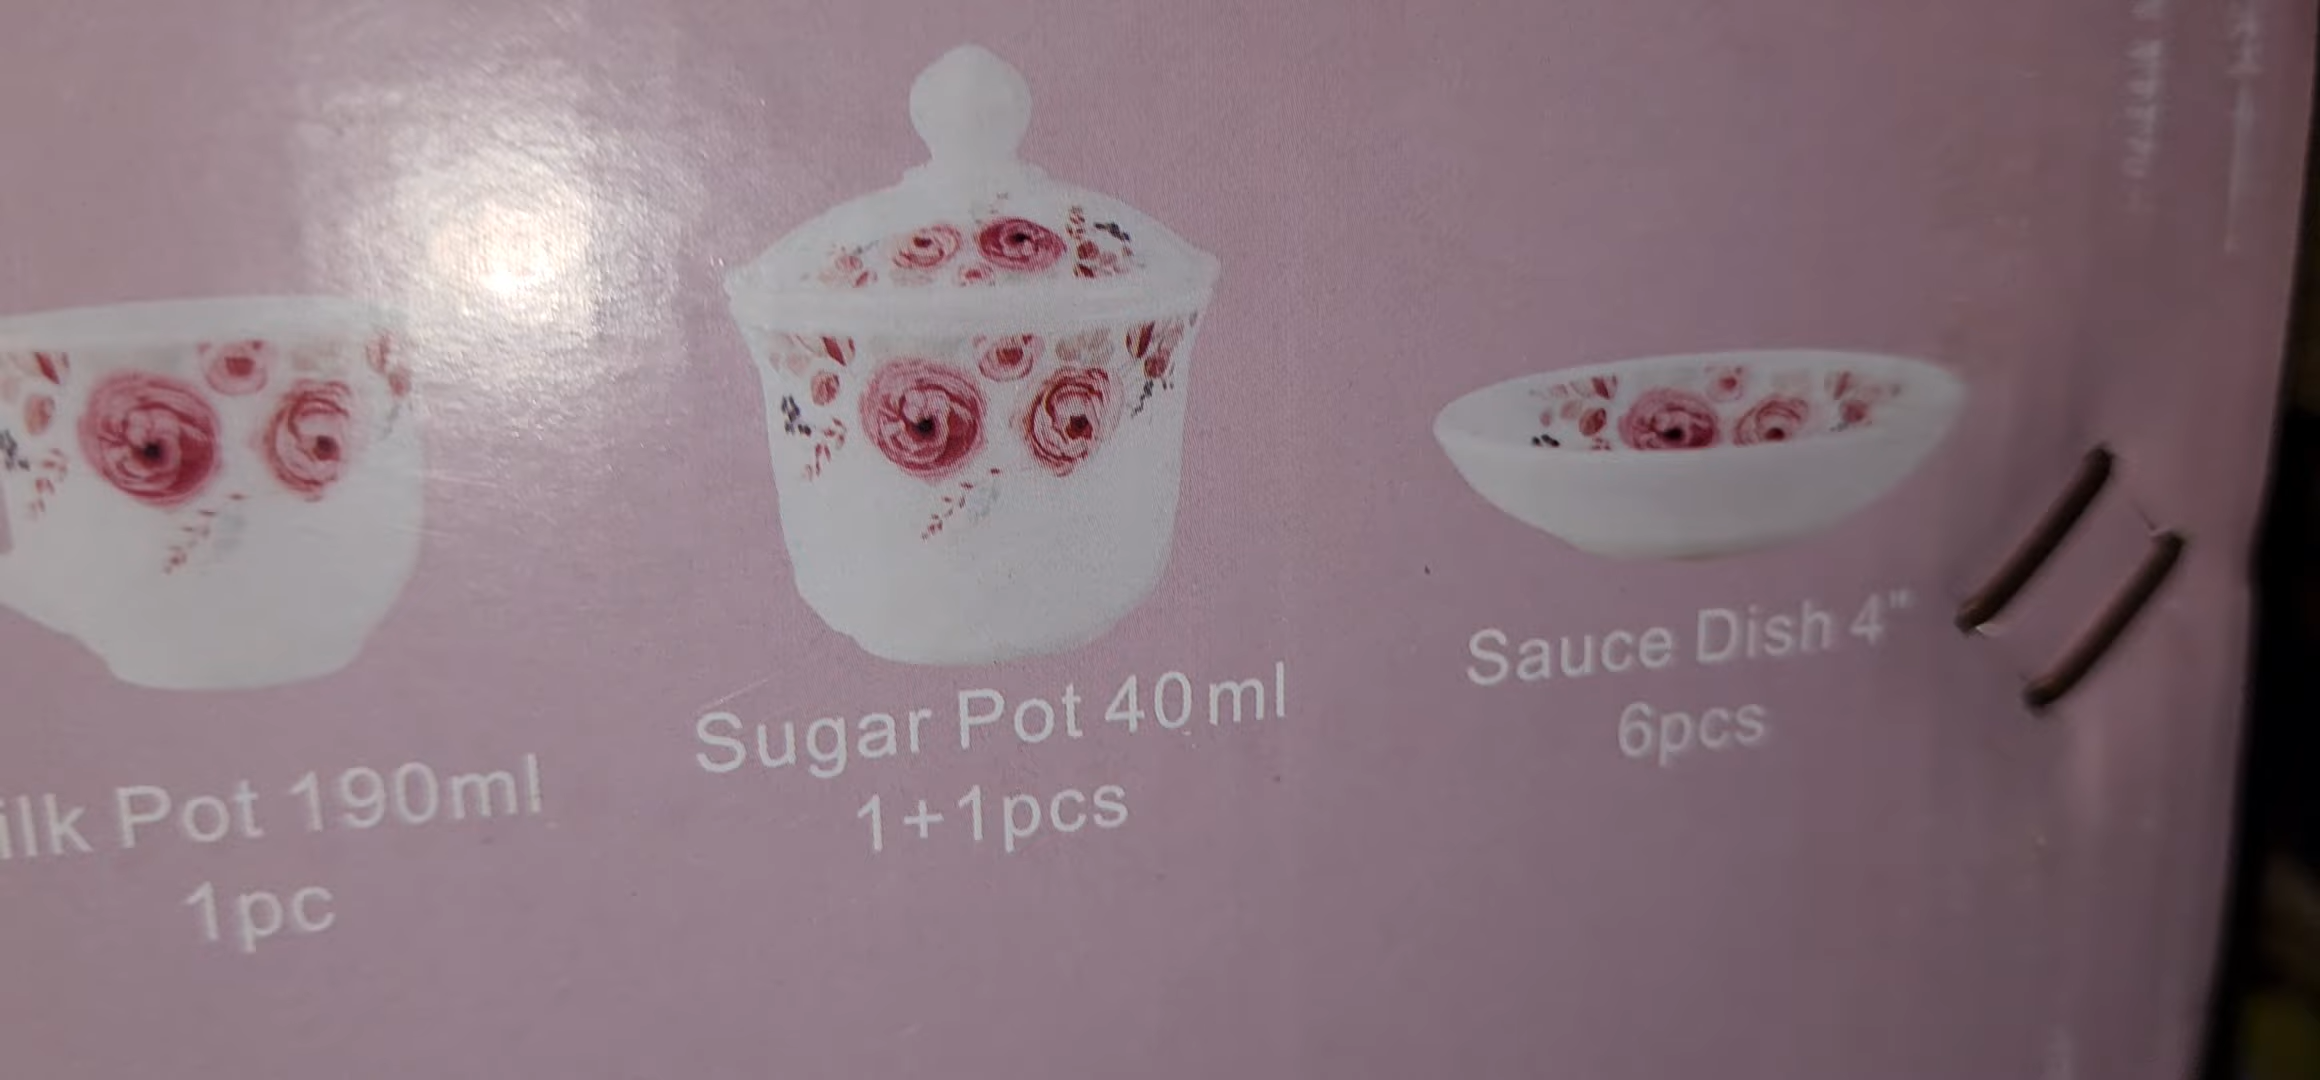 ilk Pot 190ml
1pc
Sugar Pot 40ml
1+1pcs
Sauce Dish 4"
6pcs